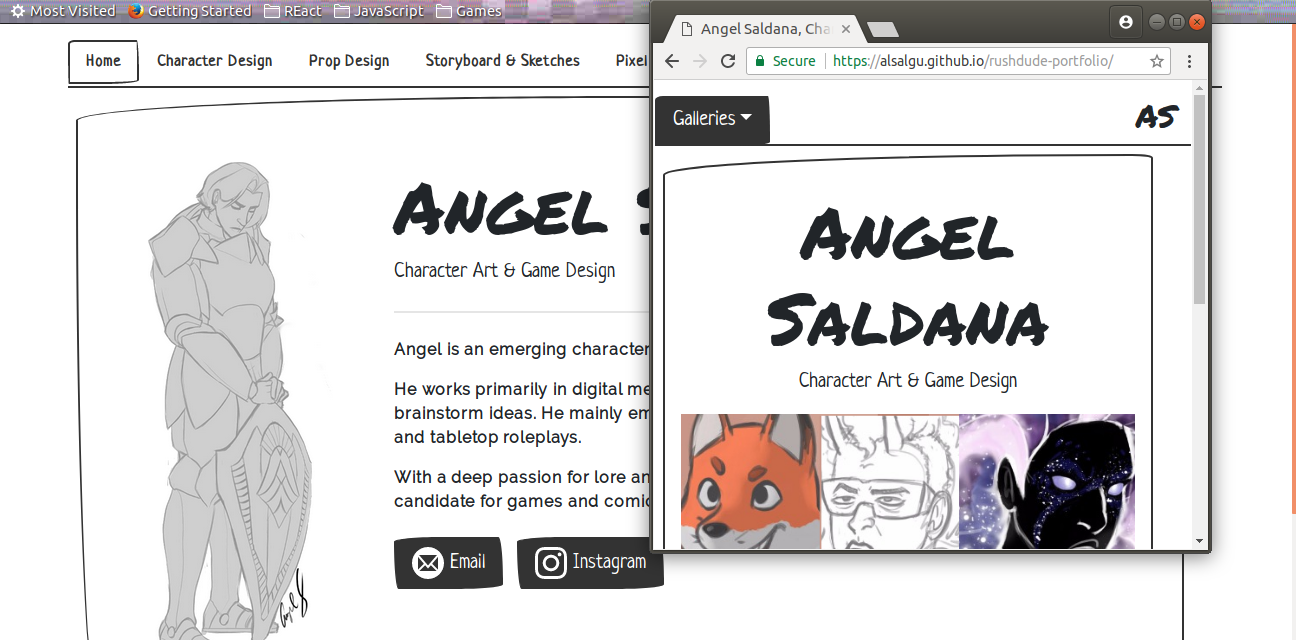 Most Visited Getting Started REact JavaScript Games
Home Character Design Prop Design Storyboard & Sketches Pixel
ANGEL
Character Art & Game Design
Angel is an emerging character
He works primarily in digital me
brainstorm ideas. He mainly em
and tabletop roleplays.
With a deep passion for lore an
candidate for games and comic
Email Instagram
Angel Saldana, Cha
Secure https://alsalgu.github.io/rushdude-portfolio/
Galleries AS
ANGEL
SALDANA
Character Art & Game Design